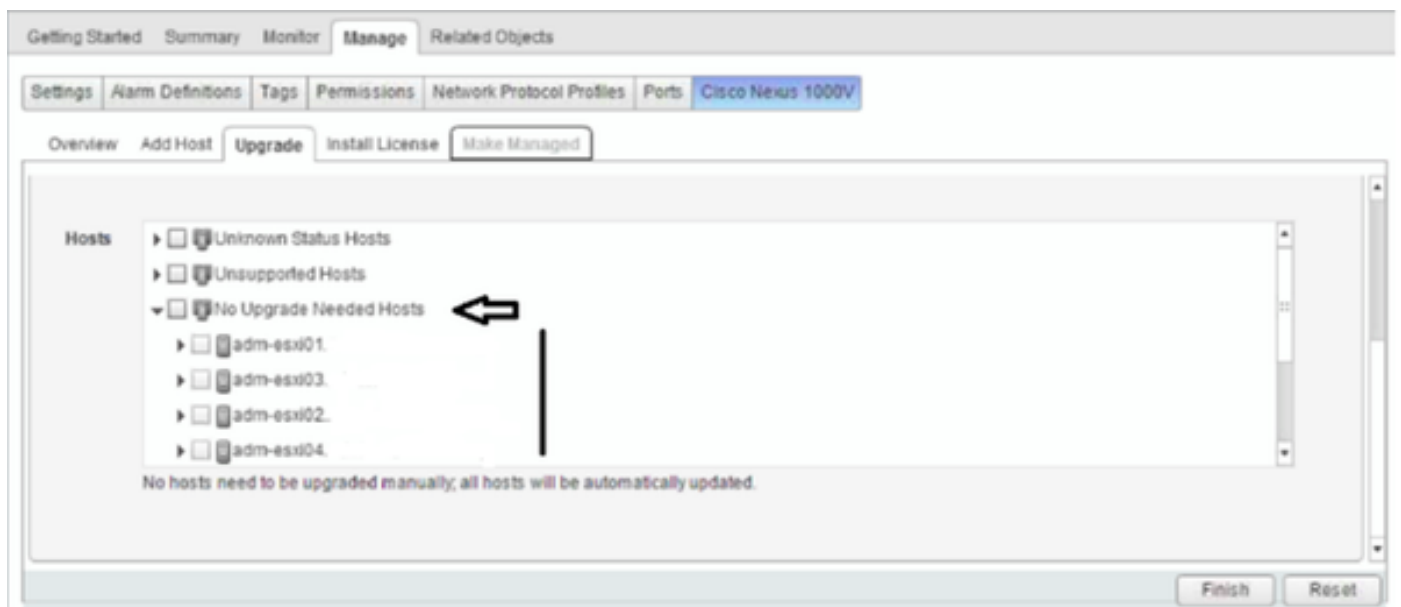 Getting Started Summary Monitor Manage Related Objects
Settings Alarm Definitions Tags Permissions Network Protocol Profiles Ports Cisco Nexus 1000V
Overview Add Host Upgrade Install License Make Managed
Hosts
Unknown Status Hosts
Unsupported Hosts
No Upgrade Needed Hosts
adm-esxi01.
adm-esxi03.
adm-esxi02..
adm-esxi04.
No hosts need to be upgraded manually; all hosts will be automatically updated.
Finish Reset